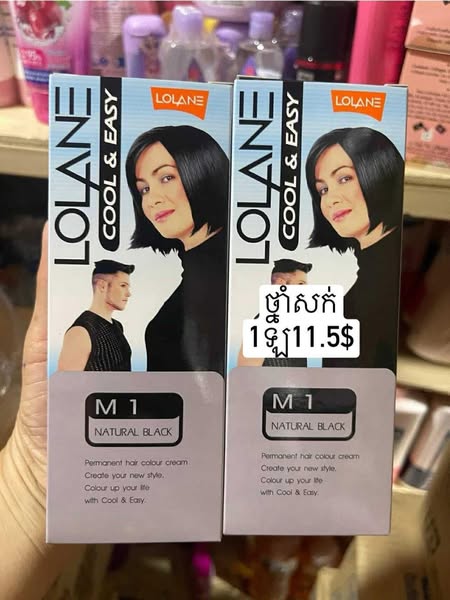 LOLANE
COOL & EASY
LOLANE
M 1
NATURAL BLACK
Permanent hair colour cream
Create your new style,
Colour up your life
with Cool & Easy.
LOLANE
COOL & EASY
LOLANE
ថ្នាំសក់
1ឡូ11.5$
M 1
NATURAL BLACK
Permanent hair colour cream
Create your new style,
Colour up your life
with Cool & Easy.